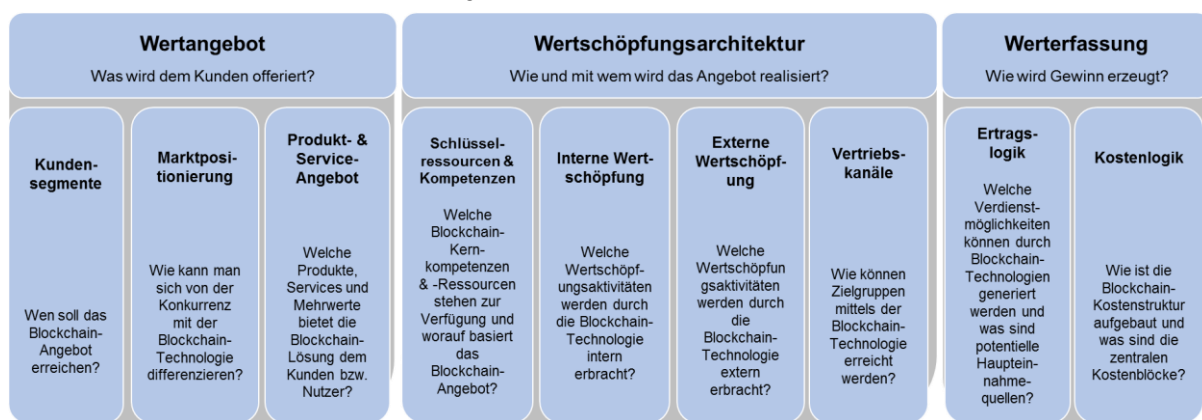 Wertangebot
Was wird dem Kunden offeriert?
Wertschöpfungsarchitektur
Wie und mit wem wird das Angebot realisiert?
Werterfassung
Wie wird Gewinn erzeugt?
Kunden-
segmente
Wen soll das
Blockchain-
Angebot
erreichen?
Marktposi-
tionierung
Wie kann man
sich von der
Konkurrenz
mit der
Blockchain-
Technologie
differenzieren?
Produkt- &
Service-
Angebot
Welche
Produkte,
Services und
Mehrwerte
bietet die
Blockchain-
Lösung dem
Kunden bzw.
Nutzer?
Schlüssel-
ressourcen &
Kompetenzen
Welche
Blockchain-
Kern-
kompetenzen
& -Ressourcen
stehen zur
Verfügung und
worauf basiert
das
Blockchain-
Angebot?
Interne Wert-
schöpfung
Welche
Wertschöpf-
ungsaktivitäten
werden durch
die Blockchain-
Technologie
intern
erbracht?
Externe
Wertschöpf-
ung
Welche
Wertschöpfun
gsaktivitäten
werden durch
die
Blockchain-
Technologie
extern
erbracht?
Vertriebs-
kanäle
Wie können
Zielgruppen
mittels der
Blockchain-
Technologie
erreicht
werden?
Ertrags-
logik
Welche
Verdienst-
möglichkeiten
können durch
Blockchain-
Technologien
generiert
werden und
was sind
potentielle
Hauptein-
nahme-
quellen?
Kostenlogik
Wie ist die
Blockchain-
Kostenstruktur
aufgebaut und
was sind die
zentralen
Kostenblöcke?